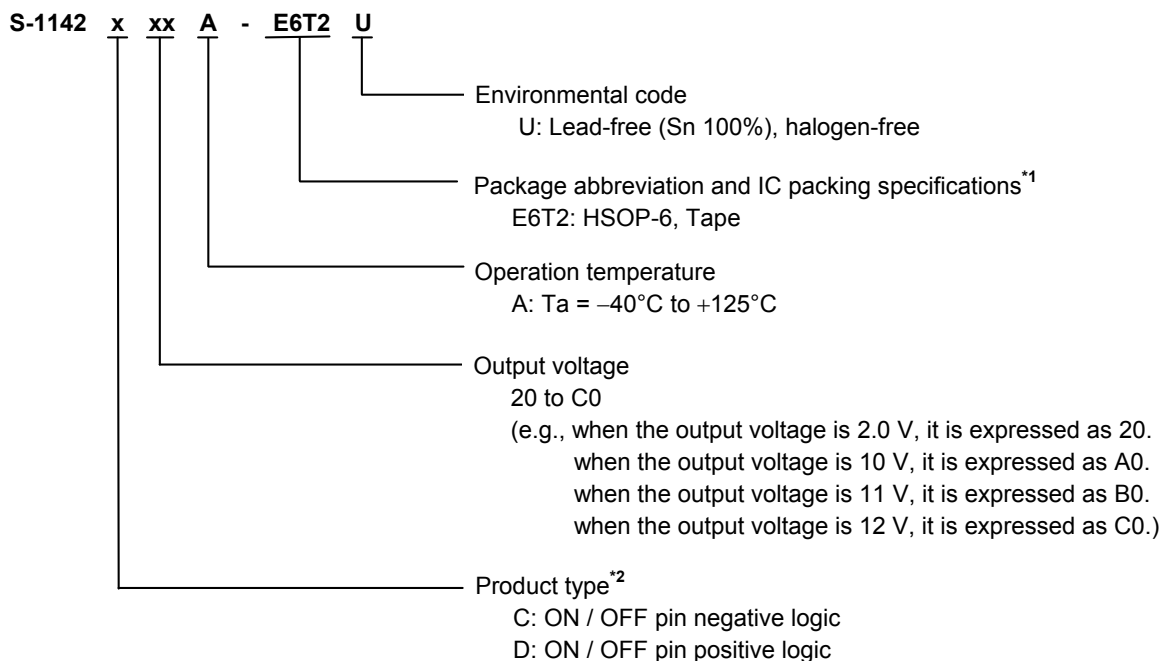 S-1142 x xx A - E6T2 U
Environmental code
U: Lead-free (Sn 100%), halogen-free
Package abbreviation and IC packing specifications*1
E6T2: HSOP-6, Tape
Operation temperature
A: Ta = −40°C to +125°C
Output voltage
20 to C0
(e.g., when the output voltage is 2.0 V, it is expressed as 20.
when the output voltage is 10 V, it is expressed as A0.
when the output voltage is 11 V, it is expressed as B0.
when the output voltage is 12 V, it is expressed as C0.)
Product type*2
C: ON / OFF pin negative logic
D: ON / OFF pin positive logic